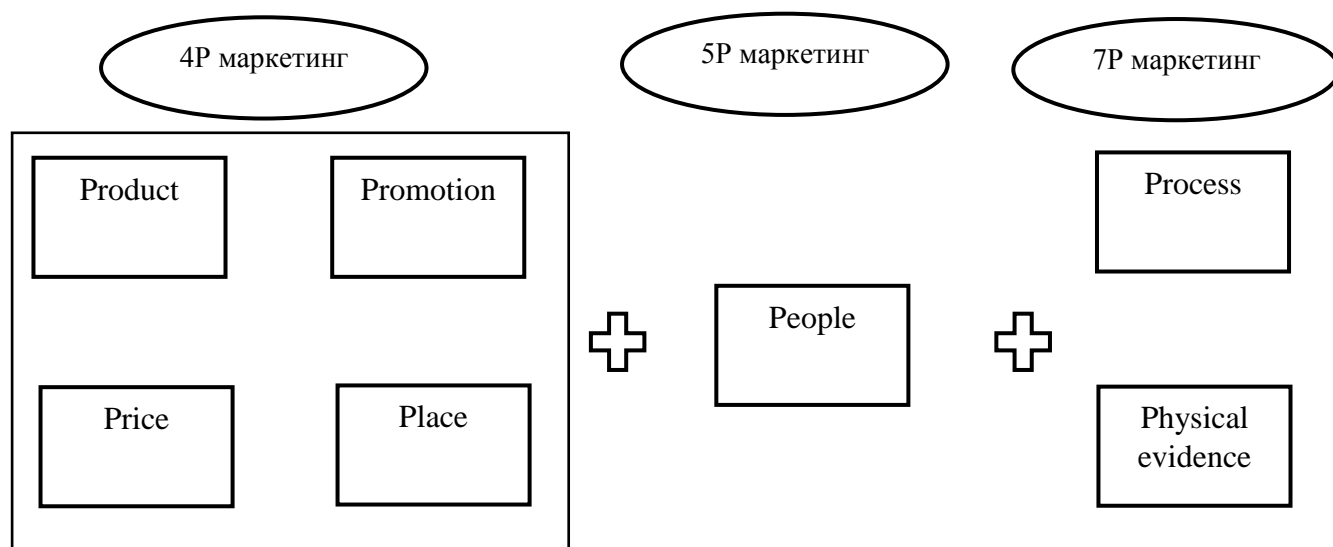 4P маркетинг
5P маркетинг
7P маркетинг
Product
Promotion
Process
People
Price
Place
Physical
evidence